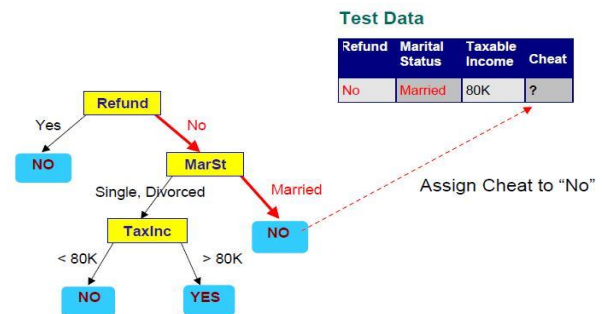 Test Data
Refund Marital Status Taxable Income Cheat
No Married 80K ?
Refund
Yes No
NO MarSt
Single, Divorced Married
Assign Cheat to “No”
TaxInc NO
< 80K > 80K
NO YES